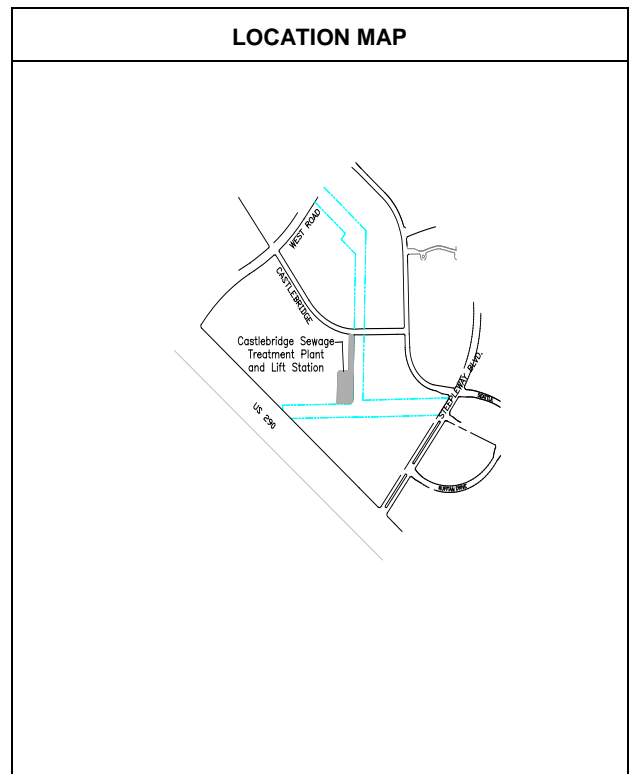 LOCATION MAP
WEST ROAD
CASTLEBRIDGE
Castlebridge Sewage
Treatment Plant
and Lift Station
US 290
STEEPLEWAY BLVD.